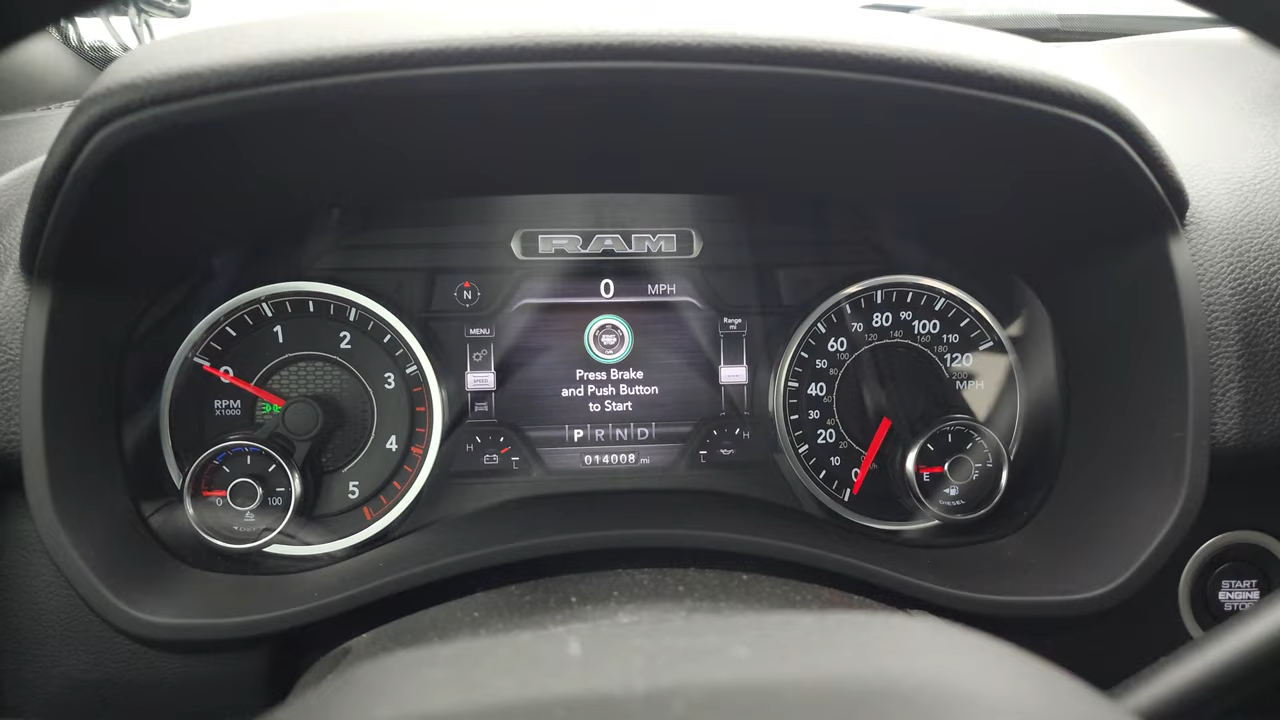 RAM
N
0 MPH
MENU
SPEED
Range
mi
Press Brake
and Push Button
to Start
P R N D
014008 mi
H
L
H
L
0
1
2
3
4
5
RPM
X1000
0
100
0
10
20
30
40
50
60
70
80
90
100
110
120
MPH
100
120
140
160
180
200
E
DIESEL
START
ENGINE
STOP